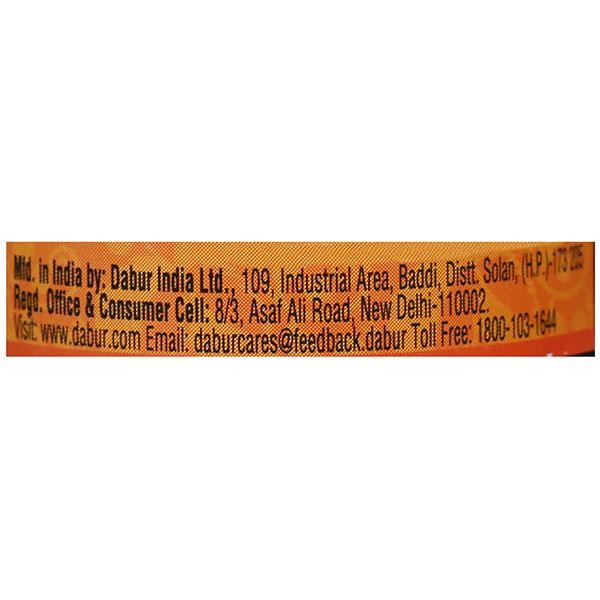 Mfd. in India by: Dabur India Ltd., 109, Industrial Area, Baddi, Distt. Solan, (H.P.)-173 205
Regd. Office & Consumer Cell: 8/3, Asaf Ali Road, New Delhi-110002.
Visit: www.dabur.com Email: daburcares@feedback.dabur Toll Free: 1800-103-1644